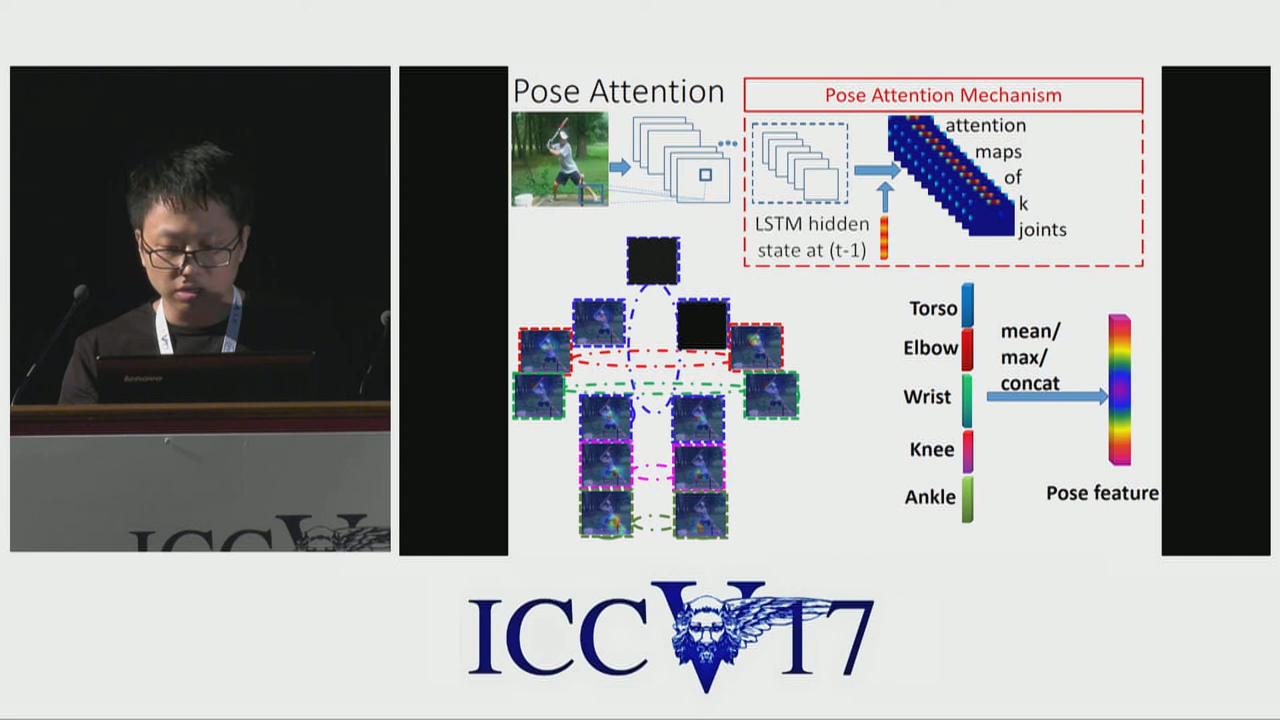 Pose Attention
Pose Attention Mechanism
attention
maps
of
k
joints
LSTM hidden
state at (t-1)
Torso
Elbow
Wrist
Knee
Ankle
mean/
max/
concat
Pose feature
lenovo
ICCV
ICCV17